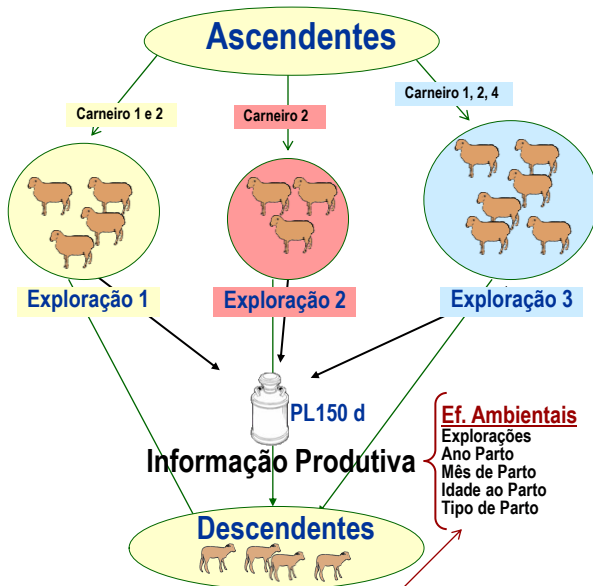 Ascendentes
Carneiro 1 e 2
Carneiro 2
Carneiro 1, 2, 4
Exploração 1
Exploração 2
Exploração 3
PL150 d
Informação Produtiva
Ef. Ambientais
Explorações
Ano Parto
Mês de Parto
Idade ao Parto
Tipo de Parto
Descendentes